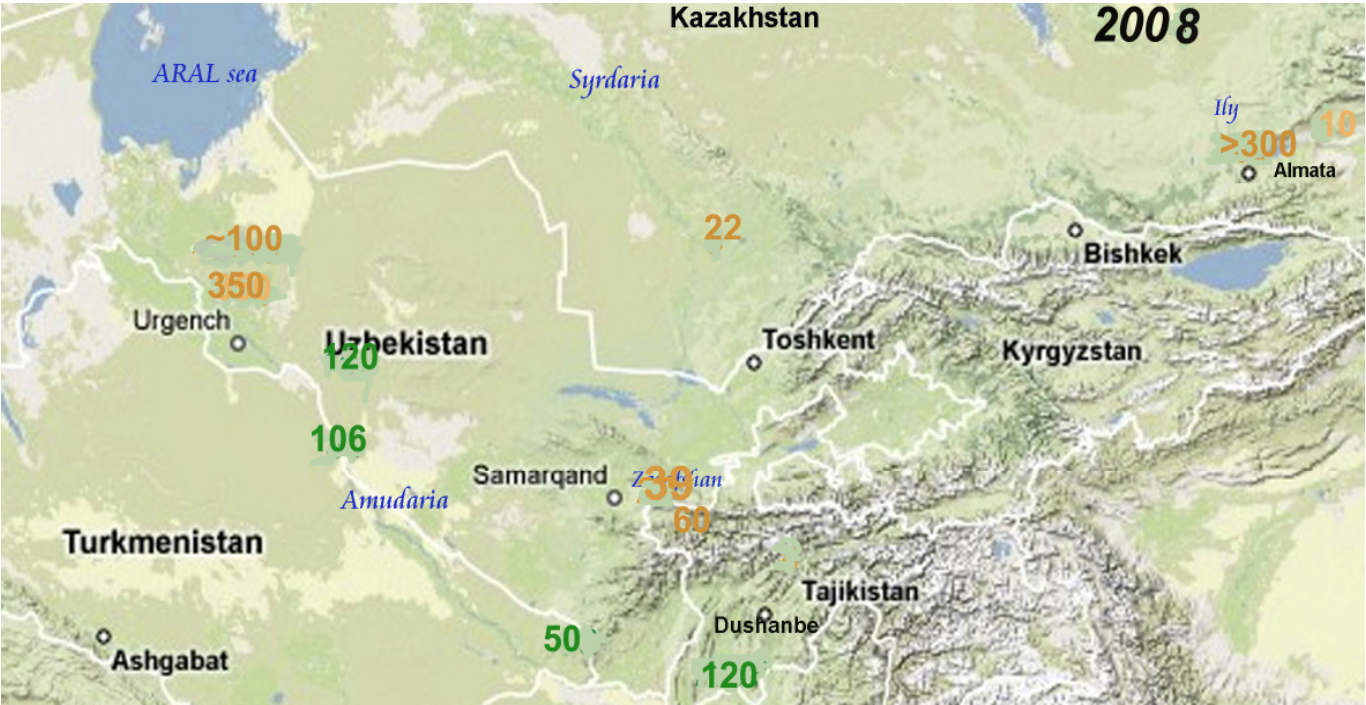 Kazakhstan
2008
ARAL sea
Syrdaria
Ily
10
>300
Almata
22
~100
Bishkek
350
Urgench
Toshkent
Uzbekistan
120
Kyrgyzstan
106
Samarqand
39
Amudaria
60
Turkmenistan
Tajikistan
Dushanbe
50
Ashgabat
120